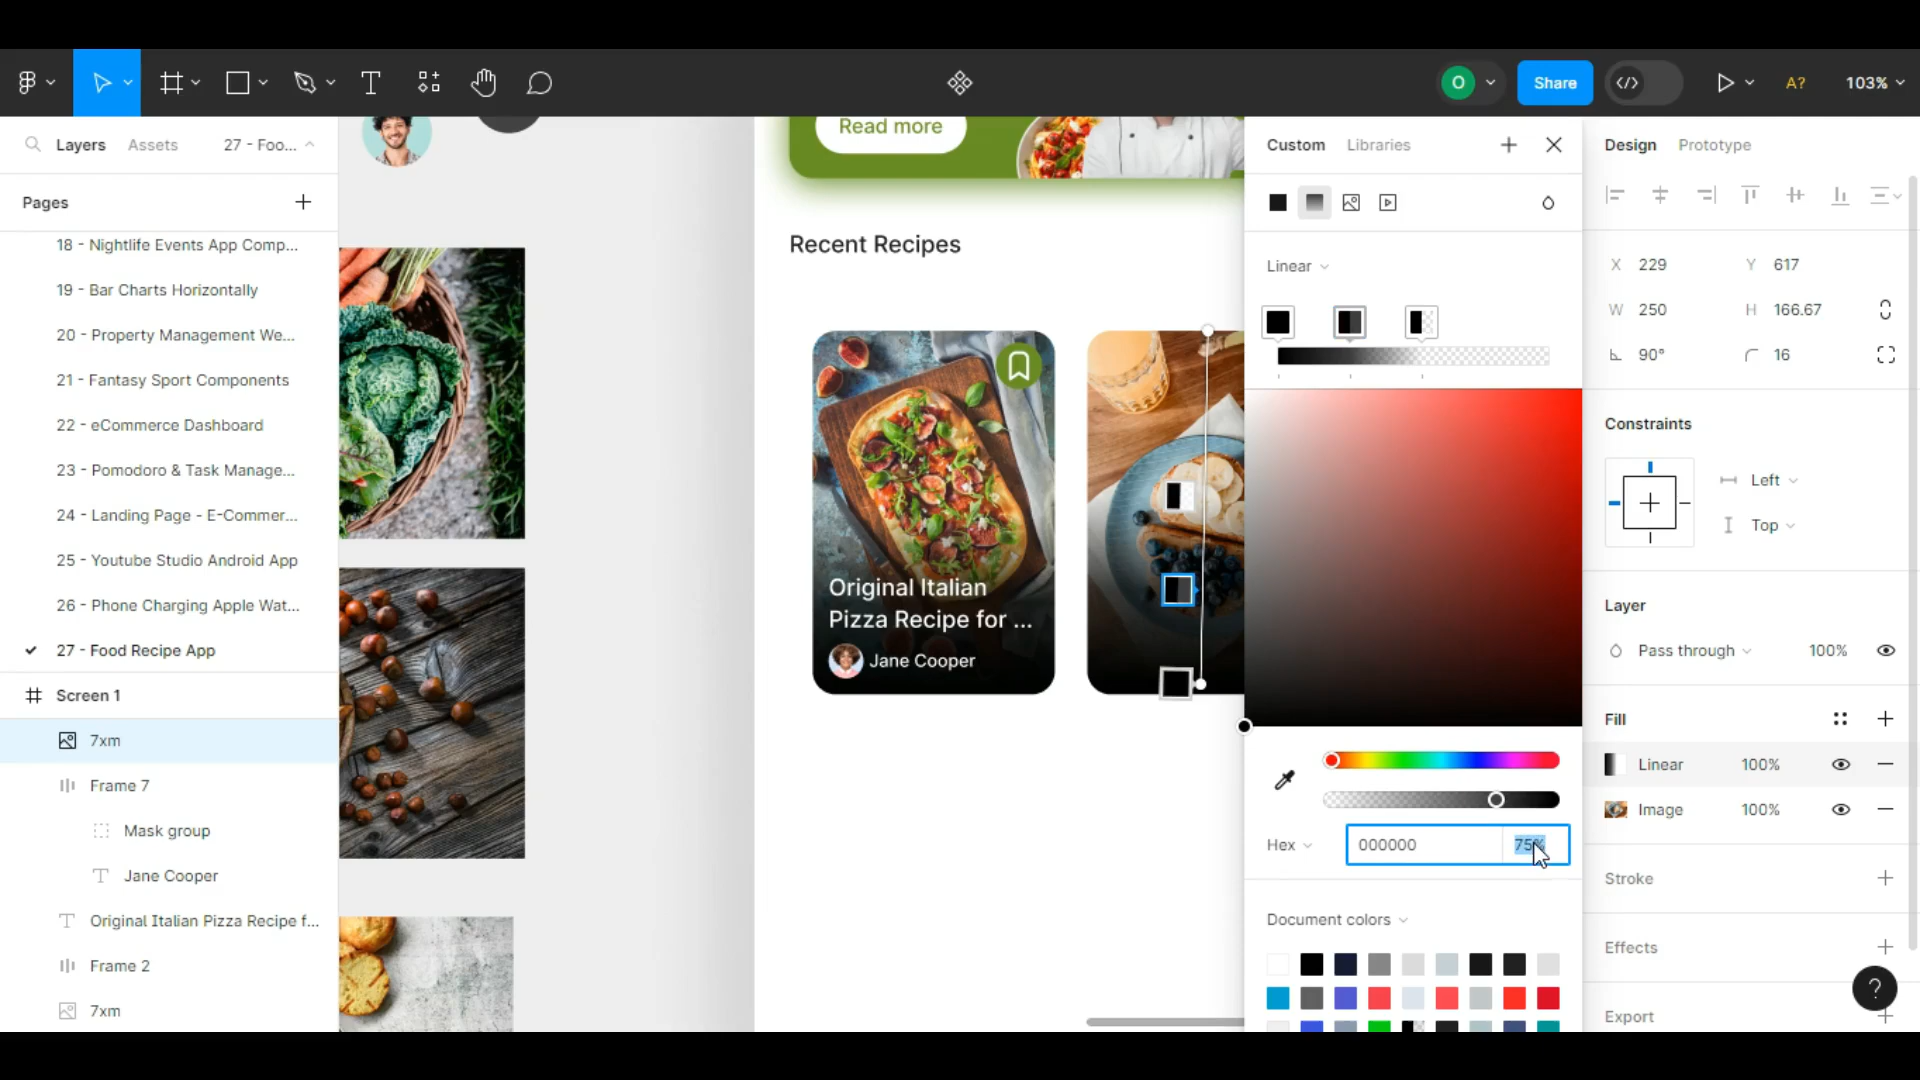 O
Share
A?
103%
Layers
Assets
27 - Foo...
Pages
18 - Nightlife Events App Comp...
19 - Bar Charts Horizontally
20 - Property Management We...
21 - Fantasy Sport Components
22 - eCommerce Dashboard
23 - Pomodoro & Task Manage...
24 - Landing Page - E-Commer...
25 - Youtube Studio Android App
26 - Phone Charging Apple Wat...
27 - Food Recipe App
Screen 1
7xm
Frame 7
Mask group
Jane Cooper
Original Italian Pizza Recipe f...
Frame 2
7xm
Read more
Recent Recipes
Original Italian
Pizza Recipe for ...
Jane Cooper
Custom
Libraries
Linear
Hex
000000
75%
Document colors
Design
Prototype
X 229
Y 617
W 250
H 166.67
90°
16
Constraints
Left
Top
Layer
Pass through
100%
Fill
Linear
100%
Image
100%
Stroke
Effects
?
Export